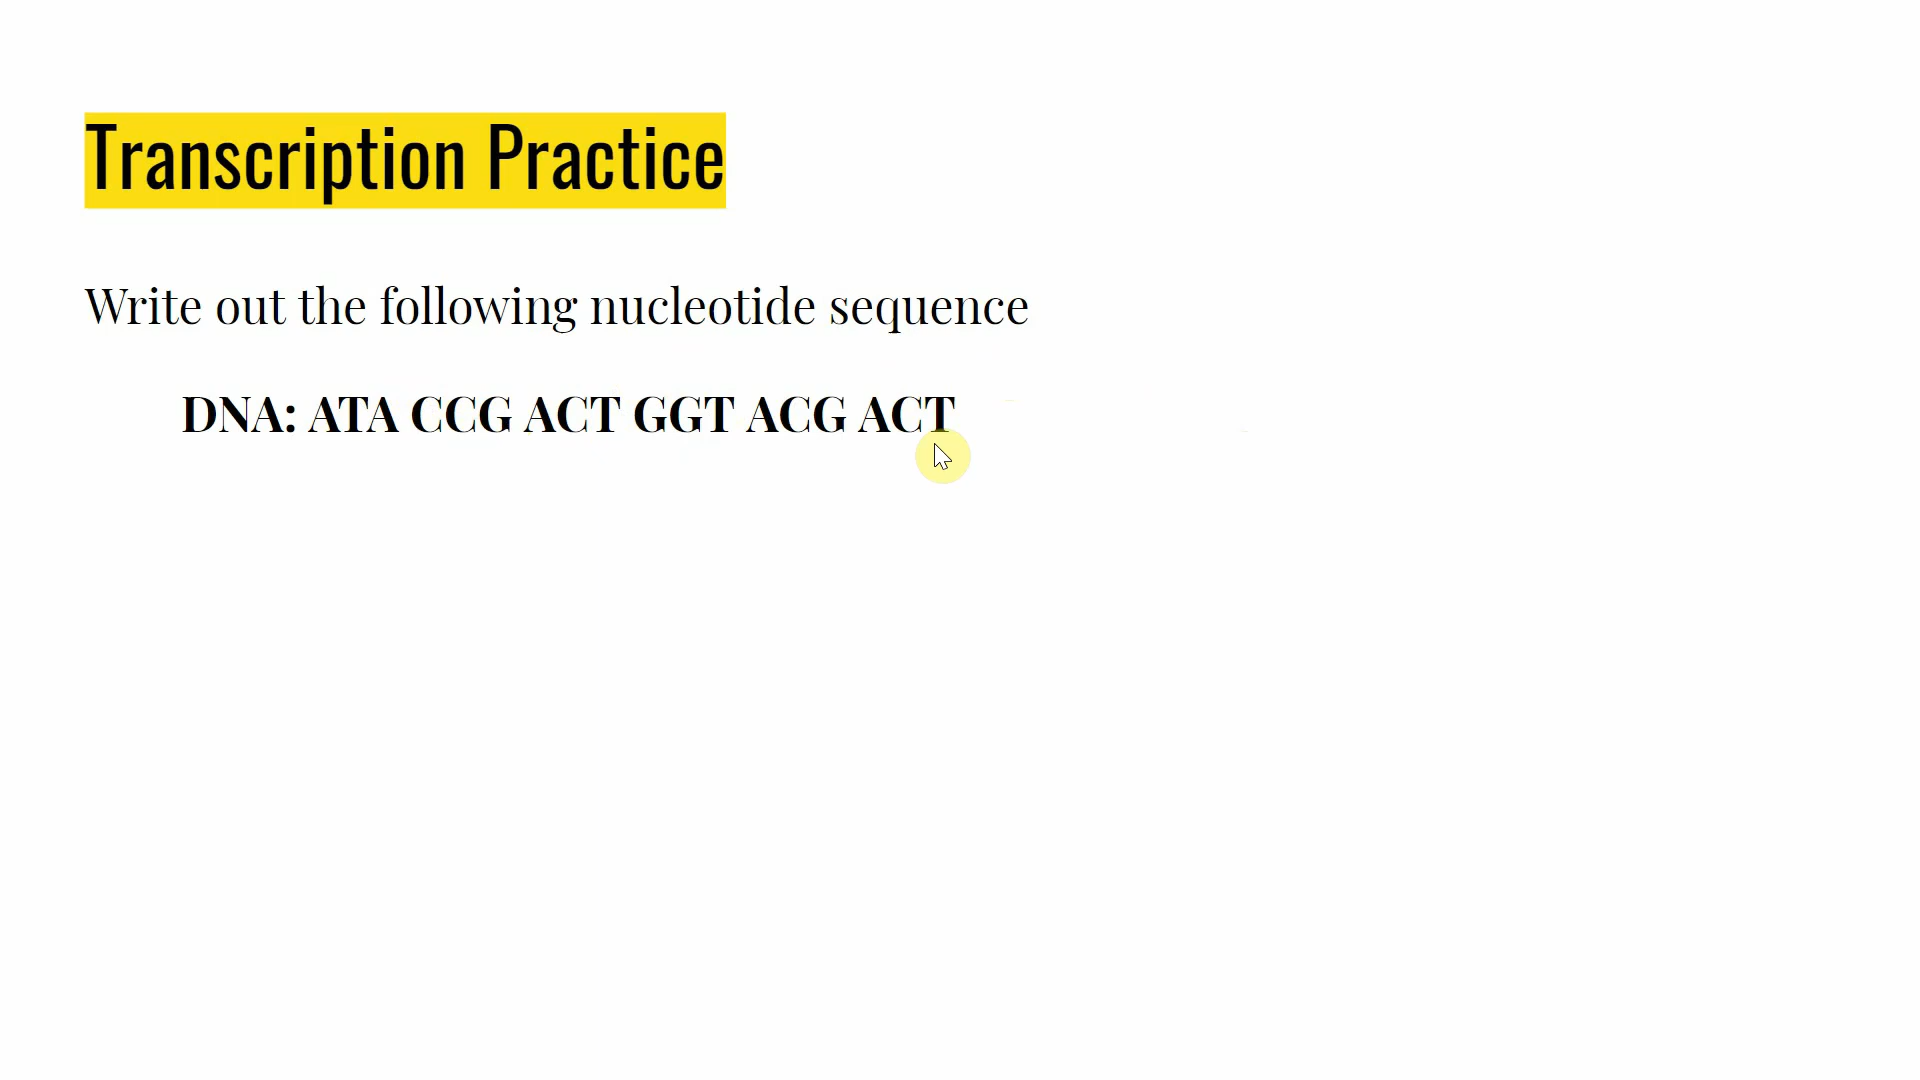 Transcription Practice
Write out the following nucleotide sequence
DNA: ATA CCG ACT GGT ACG ACT